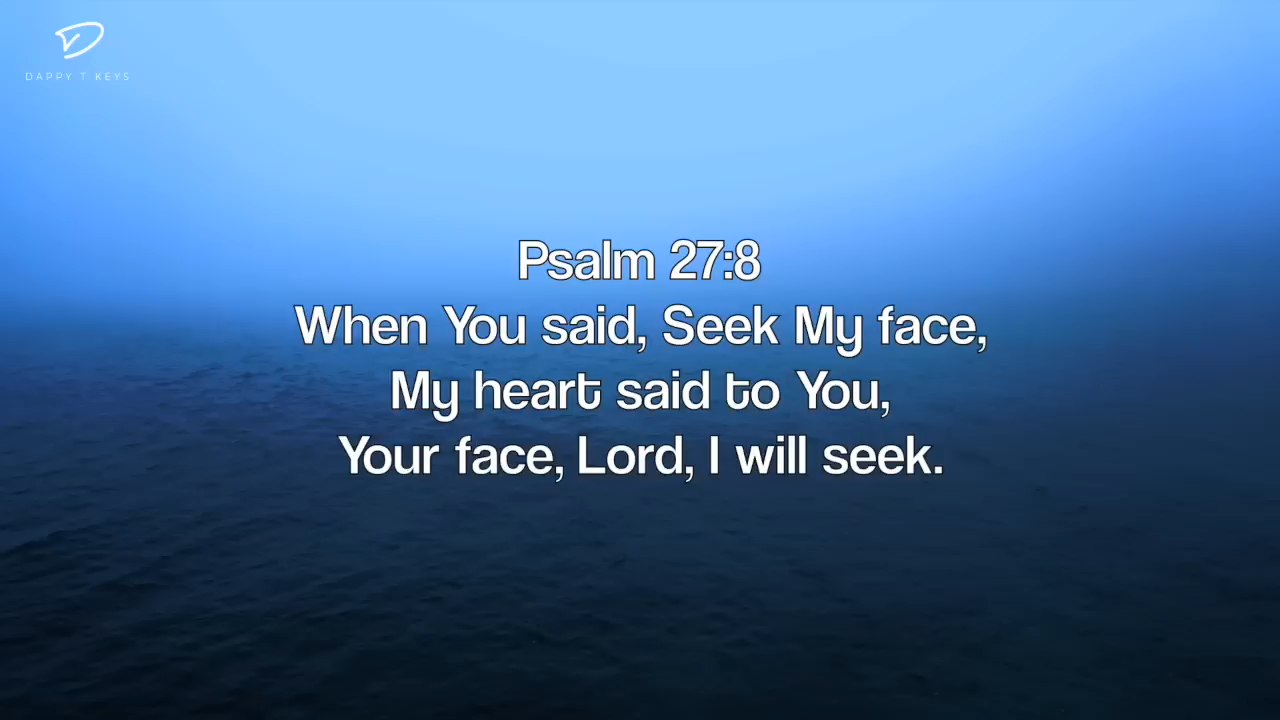 DAPPY T KEYS
Psalm 27:8
When You said, Seek My face,
My heart said to You,
Your face, Lord, I will seek.